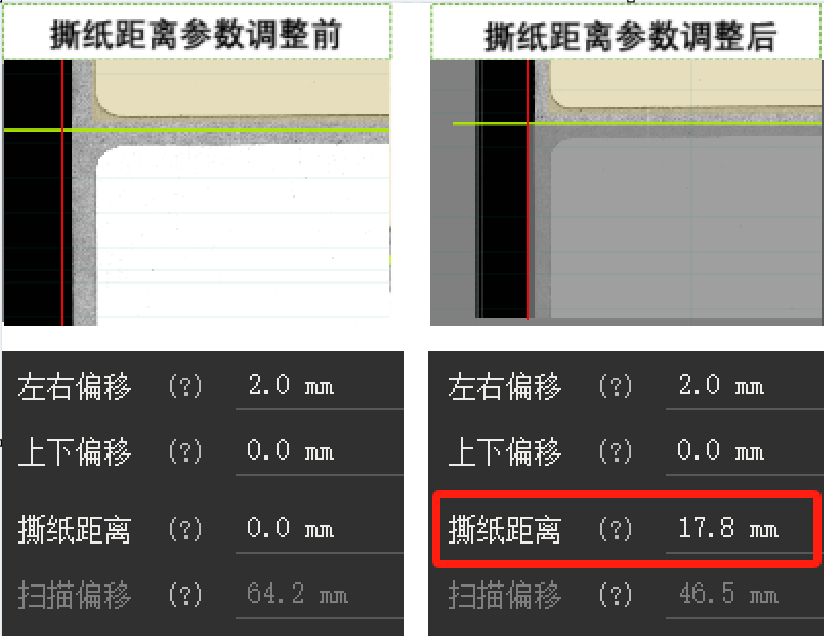 撕纸距离参数调整前
撕纸距离参数调整后
左右偏移 (?) 2.0 mm
上下偏移 (?) 0.0 mm
撕纸距离 (?) 0.0 mm
扫描偏移 (?) 64.2 mm
左右偏移 (?) 2.0 mm
上下偏移 (?) 0.0 mm
撕纸距离 (?) 17.8 mm
扫描偏移 (?) 46.5 mm